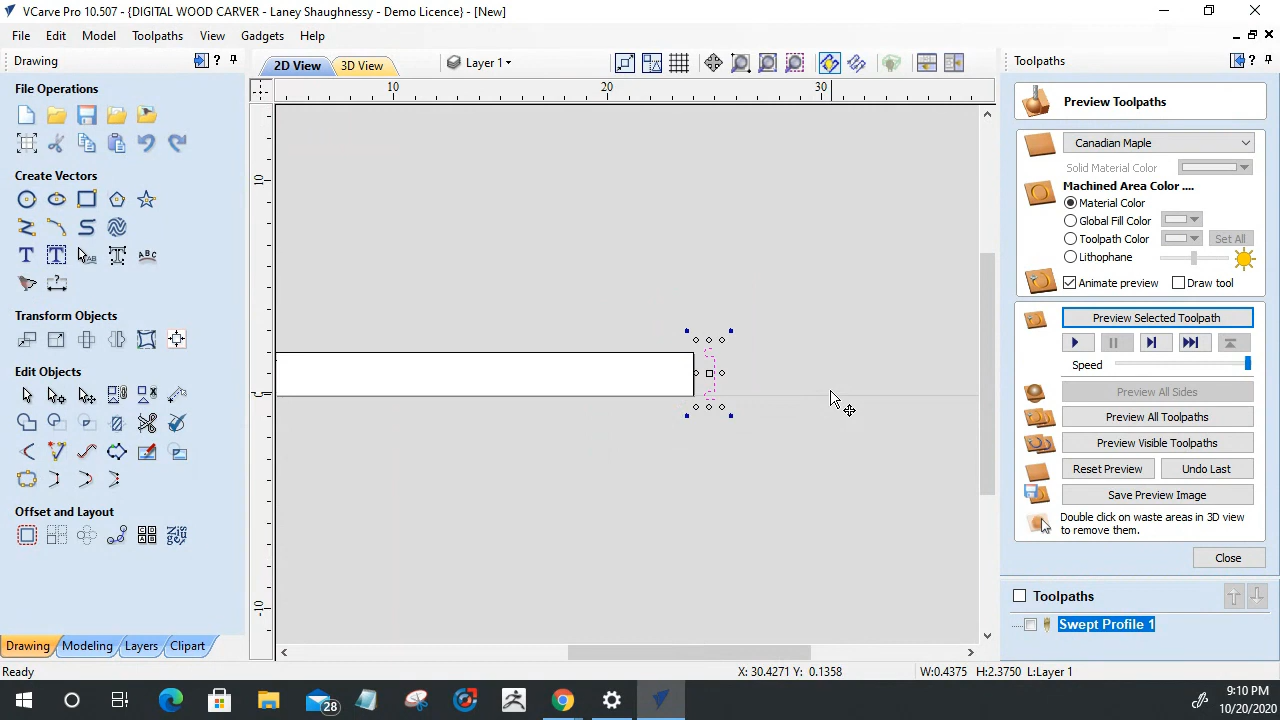 VCarve Pro 10.507 - {DIGITAL WOOD CARVER - Laney Shaughnessy - Demo Licence} - [New]
File Edit Model Toolpaths View Gadgets Help
Drawing
2D View
3D View
Layer 1
Toolpaths
File Operations
Create Vectors
Transform Objects
Edit Objects
Offset and Layout
Drawing Modeling Layers Clipart
10 20 30
10
-10
Preview Toolpaths
Canadian Maple
Solid Material Color
Machined Area Color ....
Material Color
Global Fill Color
Toolpath Color
Set All
Lithophane
Animate preview
Draw tool
Preview Selected Toolpath
Speed
Preview All Sides
Preview All Toolpaths
Preview Visible Toolpaths
Reset Preview
Undo Last
Save Preview Image
Double click on waste areas in 3D view
to remove them.
Close
Toolpaths
Swept Profile 1
Ready
X: 30.4271 Y: 0.1358
W:0.4375 H:2.3750 L:Layer 1
28
9:10 PM
10/20/2020